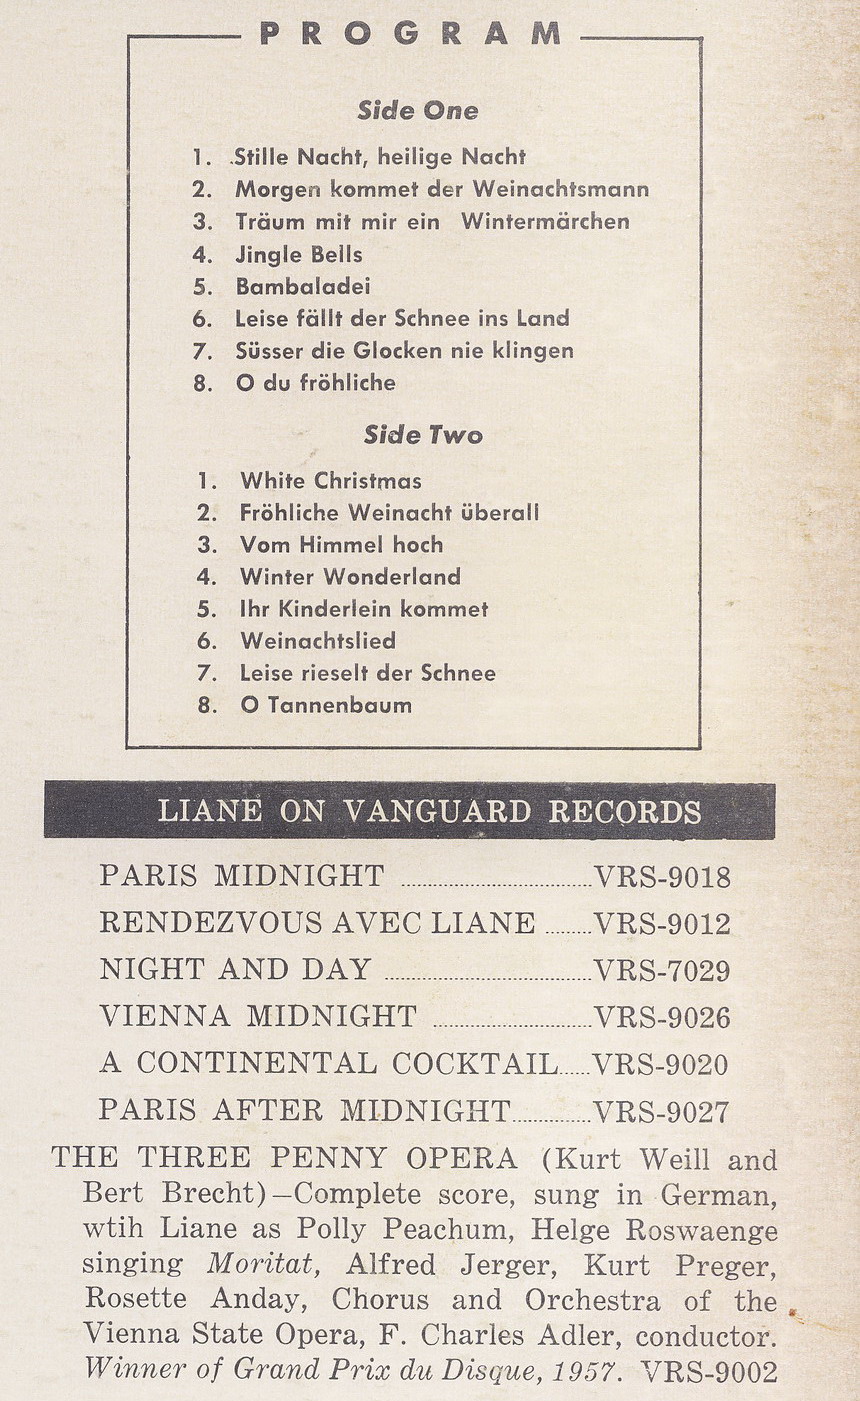 PROGRAM
Side One
1. Stille Nacht, heilige Nacht
2. Morgen kommet der Weinachtsmann
3. Träum mit mir ein Wintermärchen
4. Jingle Bells
5. Bambaladei
6. Leise fällt der Schnee ins Land
7. Süsser die Glocken nie klingen
8. O du fröhliche
Side Two
1. White Christmas
2. Fröhliche Weinacht überall
3. Vom Himmel hoch
4. Winter Wonderland
5. Ihr Kinderlein kommet
6. Weinachtslied
7. Leise rieselt der Schnee
8. O Tannenbaum
LIANE ON VANGUARD RECORDS
PARIS MIDNIGHT ........................VRS-9018
RENDEZVOUS AVEC LIANE ........VRS-9012
NIGHT AND DAY ........................VRS-7029
VIENNA MIDNIGHT ....................VRS-9026
A CONTINENTAL COCKTAIL.....VRS-9020
PARIS AFTER MIDNIGHT............VRS-9027
THE THREE PENNY OPERA (Kurt Weill and
Bert Brecht)—Complete score, sung in German,
wtih Liane as Polly Peachum, Helge Roswaenge
singing Moritat, Alfred Jerger, Kurt Preger,
Rosette Anday, Chorus and Orchestra of the
Vienna State Opera, F. Charles Adler, conductor.
Winner of Grand Prix du Disque, 1957. VRS-9002